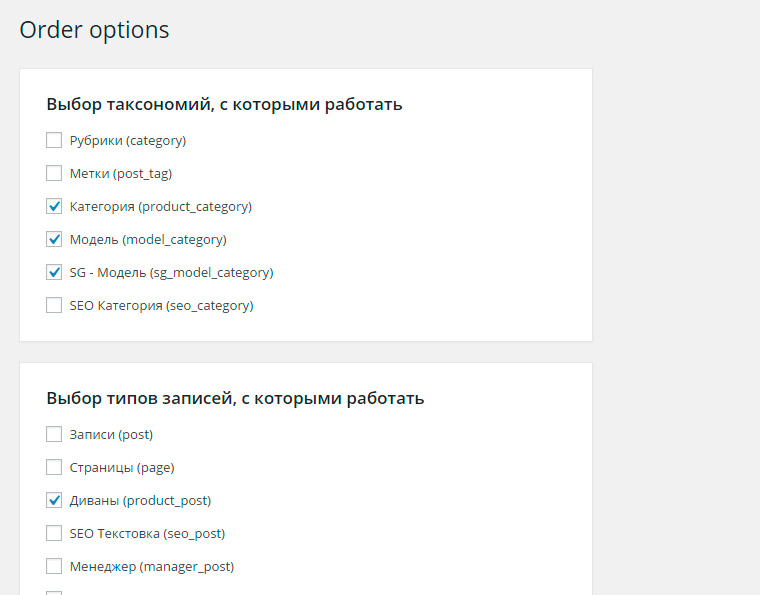 Order options
Выбор таксономий, с которыми работать
Рубрики (category)
Метки (post_tag)
Категория (product_category)
Модель (model_category)
SG - Модель (sg_model_category)
SEO Категория (seo_category)
Выбор типов записей, с которыми работать
Записи (post)
Страницы (page)
Диваны (product_post)
SEO Текстовка (seo_post)
Менеджер (manager_post)